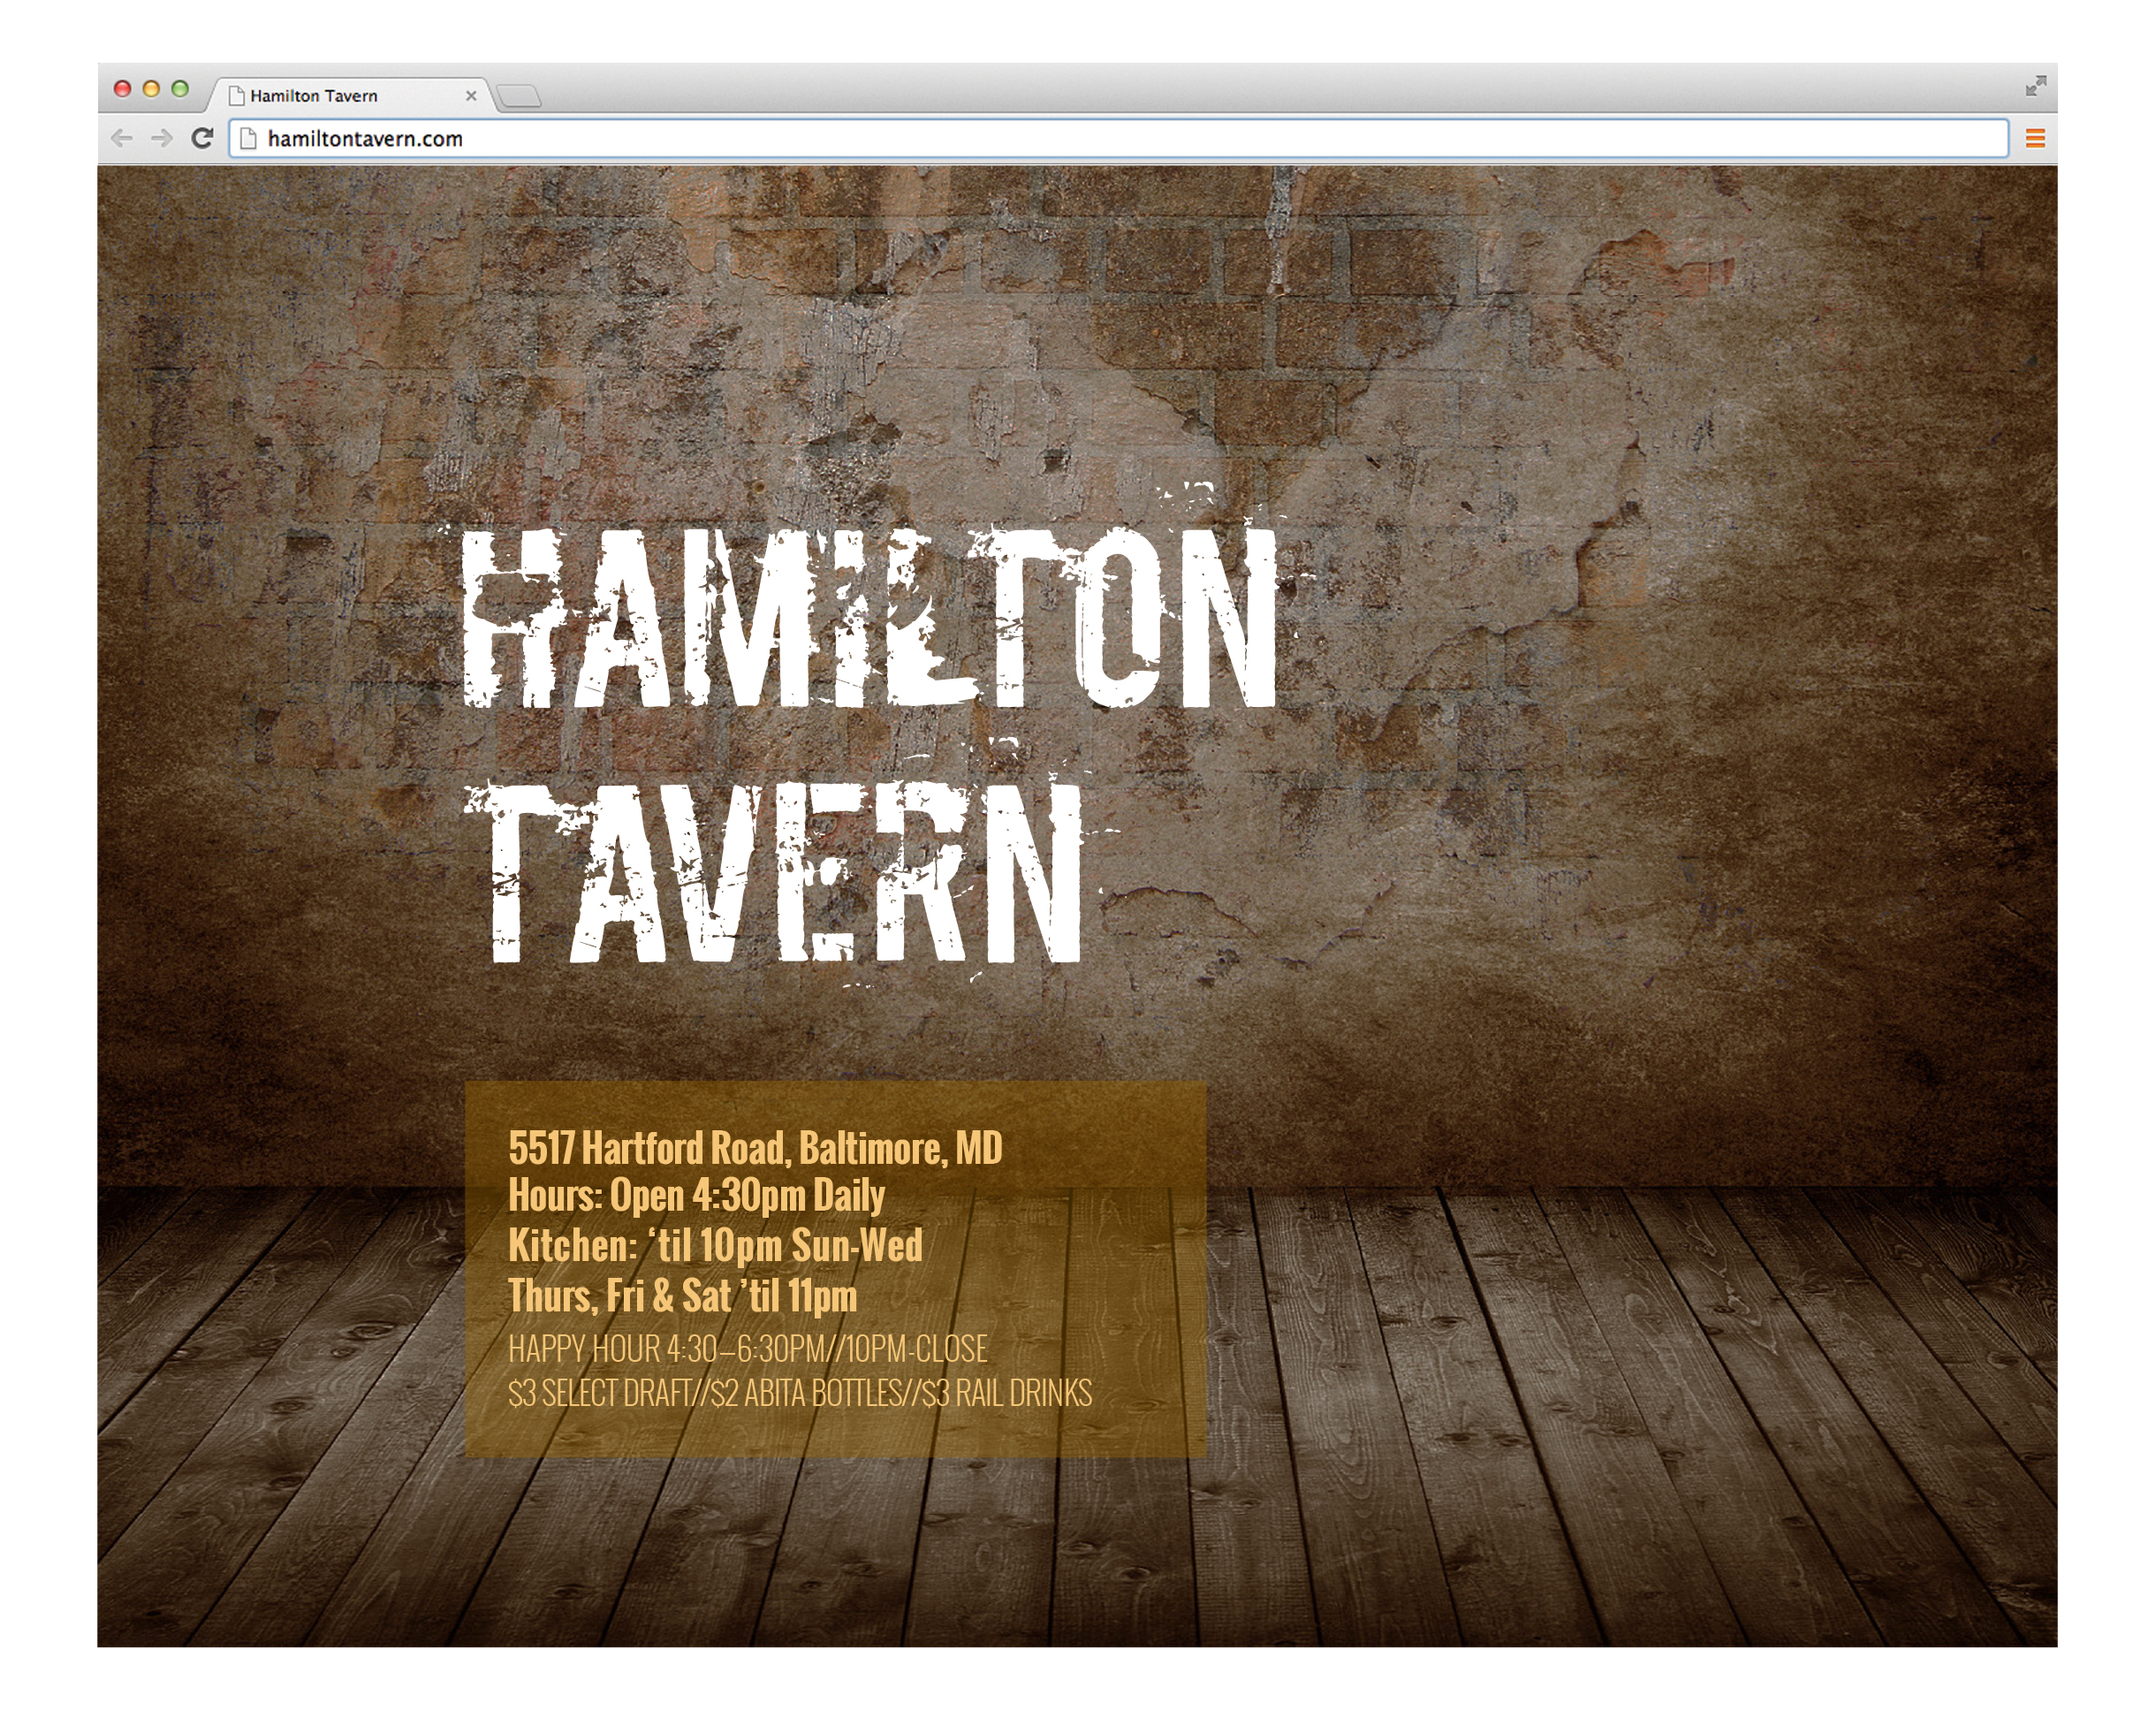 Hamilton Tavern
hamiltontavern.com
HAMILTON
TAVERN
5517 Hartford Road, Baltimore, MD
Hours: Open 4:30pm Daily
Kitchen: ‘til 10pm Sun-Wed
Thurs, Fri & Sat ’til 11pm
HAPPY HOUR 4:30–6:30PM//10PM-CLOSE
$3 SELECT DRAFT//$2 ABITA BOTTLES//$3 RAIL DRINKS